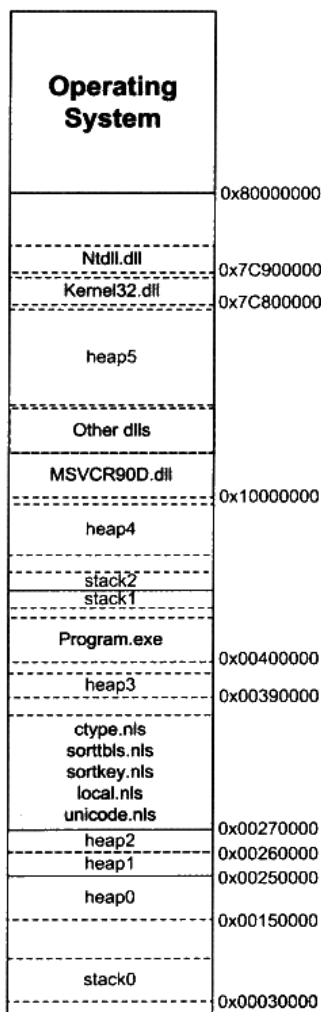 Operating
System
0x80000000
Ntdll.dll
0x7C900000
Kernel32.dll
0x7C800000
heap5
Other dlls
MSVCR90D.dll
0x10000000
heap4
stack2
stack1
Program.exe
0x00400000
heap3
0x00390000
ctype.nls
sorttbls.nls
sortkey.nls
local.nls
unicode.nls
0x00270000
heap2
0x00260000
heap1
0x00250000
heap0
0x00150000
stack0
0x00030000